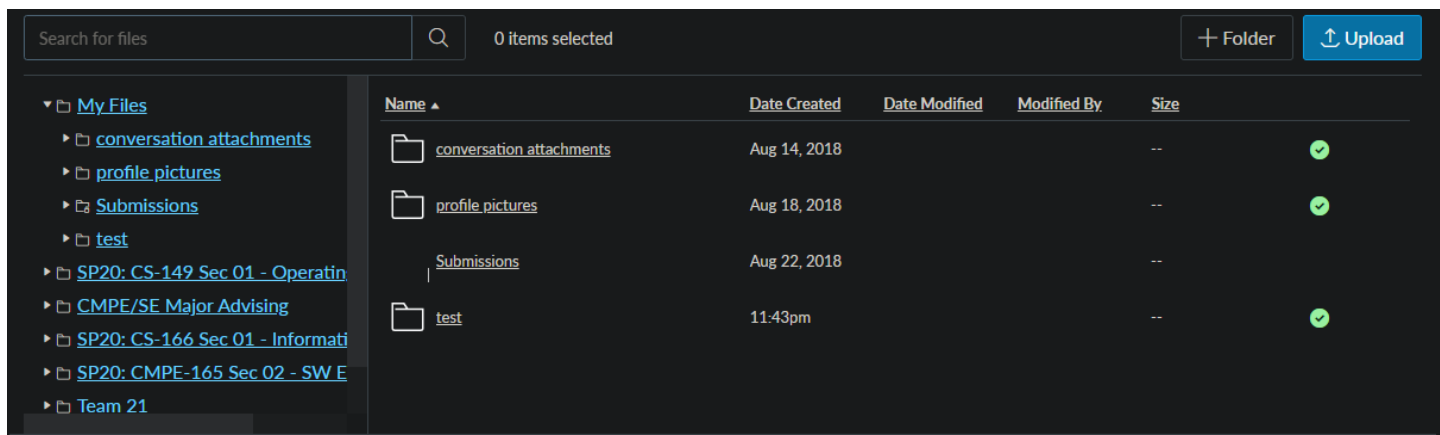 Search for files
0 items selected
Folder
Upload
My Files
conversation attachments
profile pictures
Submissions
test
SP20: CS-149 Sec 01 - Operatin
CMPE/SE Major Advising
SP20: CS-166 Sec 01 - Informati
SP20: CMPE-165 Sec 02 - SW E
Team 21
Name Date Created Date Modified Modified By Size
conversation attachments Aug 14, 2018 --
profile pictures Aug 18, 2018 --
Submissions Aug 22, 2018 --
test 11:43pm --